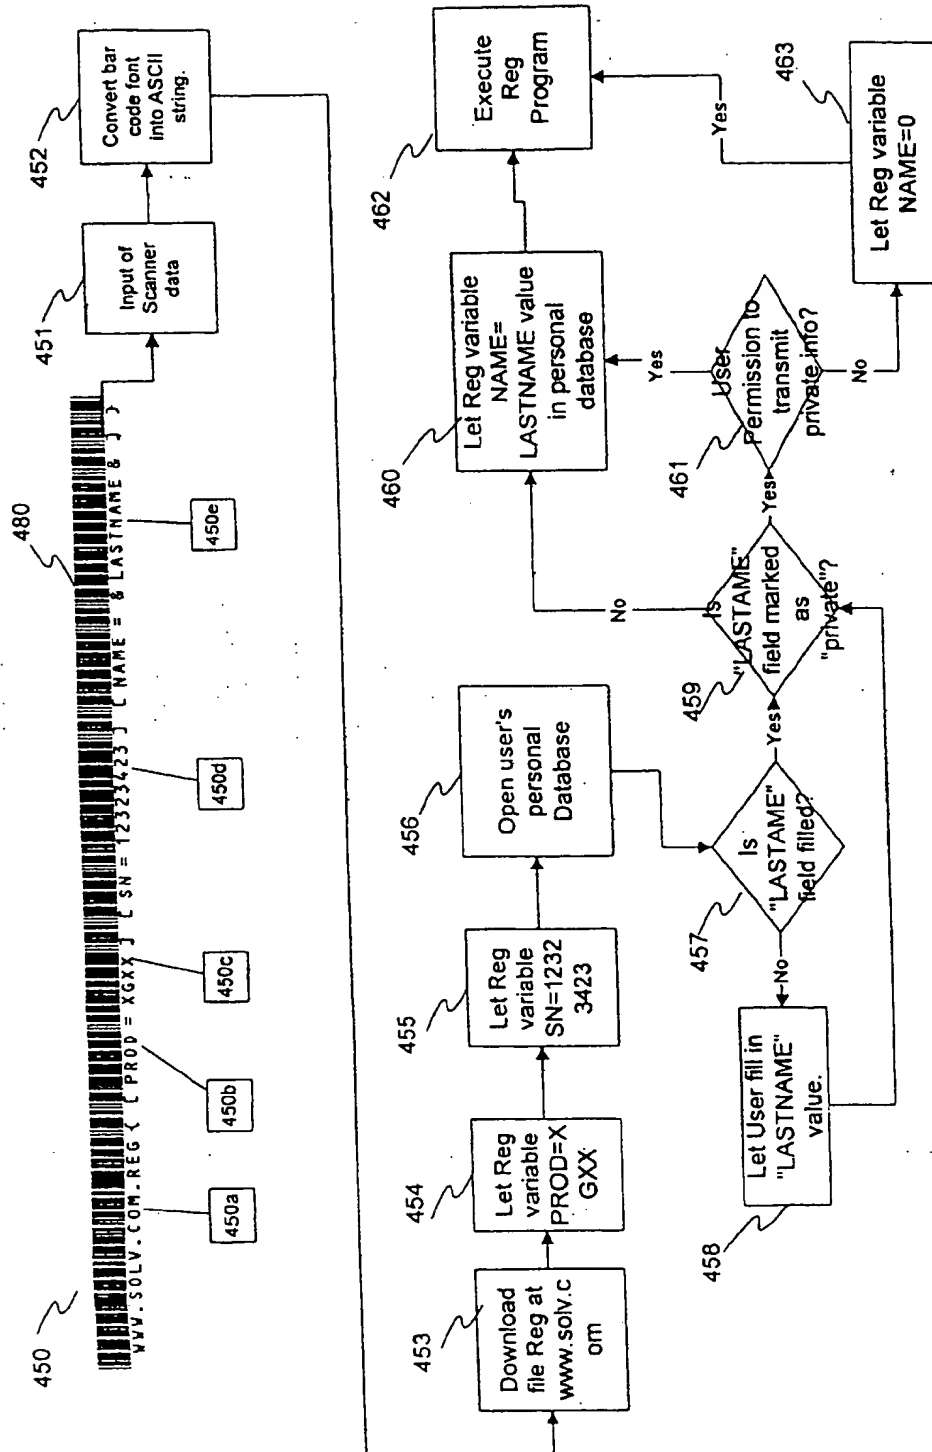 450
480
WWW.SOLV.COM.REG { [ PROD = XGXX ] [ SN = 12323423 ] [ NAME = & LASTNAME & ] }
450a
450b
450c
450d
450e
451
Input of
Scanner
data
452
Convert bar
code font
into ASCII
string.
453
Download
file Reg at
www.solv.c
om
454
Let Reg
variable
PROD=X
GXX
455
Let Reg
variable
SN=1232
3423
456
Open user's
personal
Database
457
Is
"LASTAME"
field filled?
No
Yes
458
Let User fill in
"LASTNAME"
value.
459
Is
"LASTAME"
field marked
as
"private"?
No
Yes
460
Let Reg variable
NAME=
LASTNAME value
in personal
database
461
User
Permission to
transmit
private info?
Yes
No
462
Execute
Reg
Program
Yes
463
Let Reg variable
NAME=0